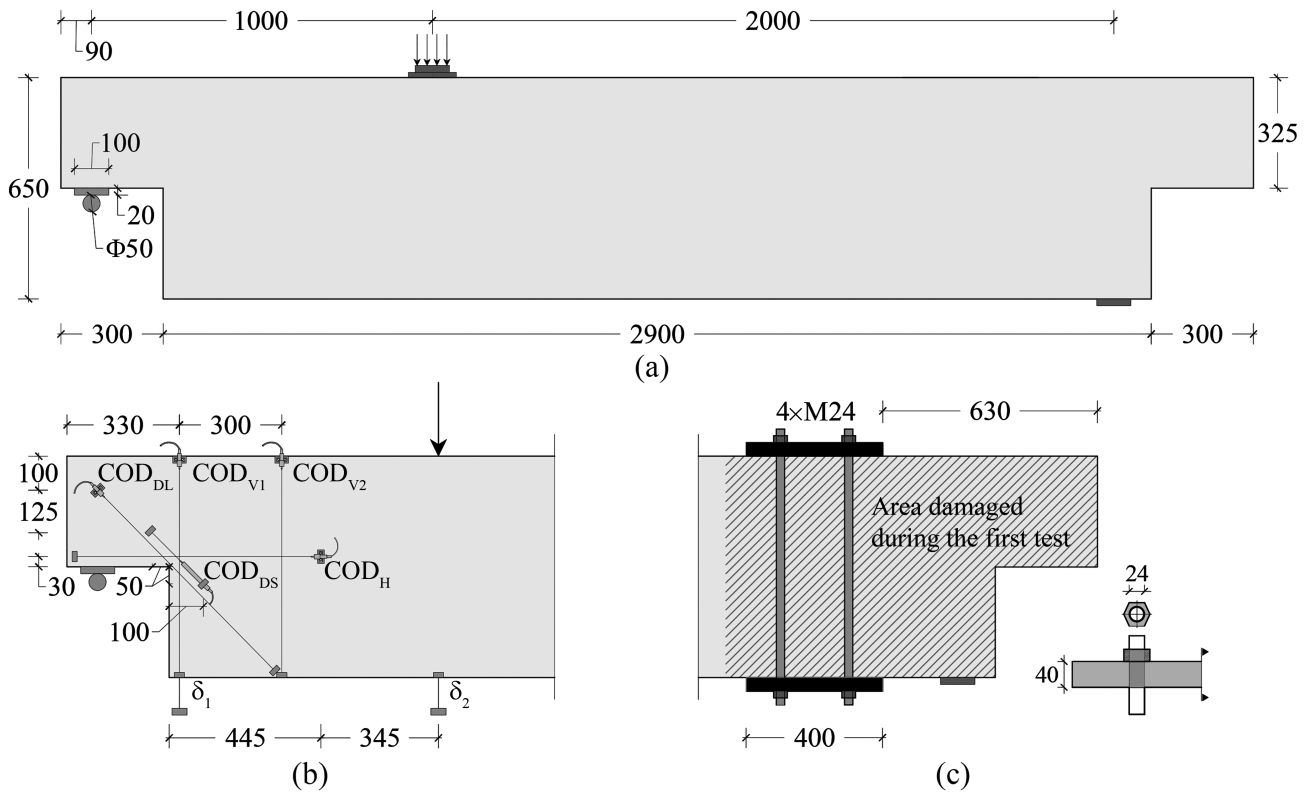 1000
2000
90
100
650
20
Φ50
325
300
2900
300
(a)
330
300
100
125
30
50
100
COD_DL
COD_V1
COD_V2
COD_DS
COD_H
δ_1
δ_2
445
345
(b)
4×M24
630
Area damaged
during the first test
24
40
400
(c)